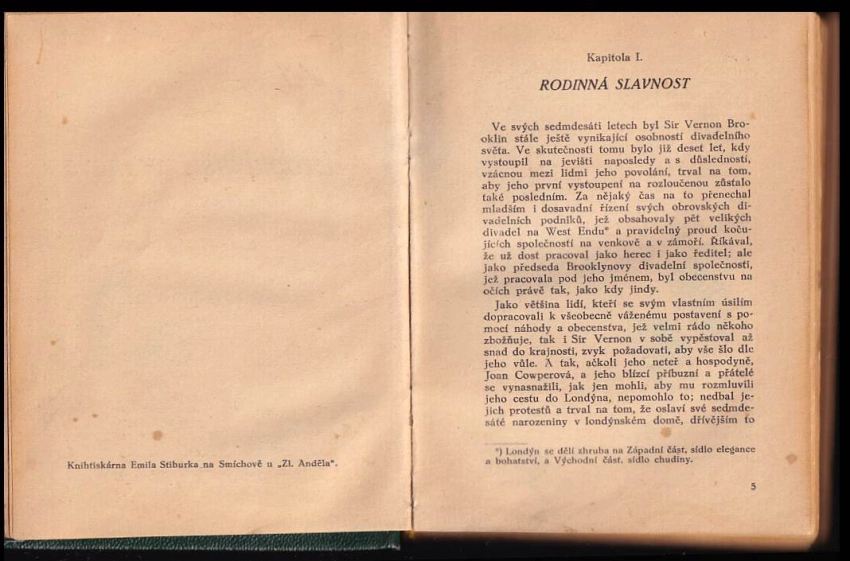 Knihtiskárna Emila Stiburka na Smíchově u „Zl. Anděla“.
Kapitola I.
RODINNÁ SLAVNOST
Ve svých sedmdesáti letech byl Sir Vernon Bro-
oklin stále ještě vynikající osobností divadelního
světa. Ve skutečnosti tomu bylo již deset let, kdy
vystoupil na jevišti naposledy a s důsledností,
vzácnou mezi lidmi jeho povolání, trval na tom,
aby jeho první vystoupení na rozloučenou zůstalo
také posledním. Za nějaký čas na to přenechal
mladším i dosavadní řízení svých obrovských di-
vadelních podniků, jež obsahovaly pět velikých
divadel na West Endu* a pravidelný proud koču-
jících společností na venkově a v zámoří. Říkával,
že už dost pracoval jako herec i jako ředitel; ale
jako předseda Brooklynovy divadelní společnosti,
jež pracovala pod jeho jménem, byl obecenstvu na
očích právě tak, jako kdy jindy.
Jako většina lidí, kteří se svým vlastním úsilím
dopracovali k všeobecně váženému postavení s po-
mocí náhody a obecenstva, jež velmi rádo někoho
zbožňuje, tak i Sir Vernon v sobě vypěstoval až
snad do krajnosti, zvyk požadovati, aby vše šlo dle
jeho vůle. A tak, ačkoli jeho neteř a hospodyně,
Joan Cowperová, a jeho blízcí příbuzní a přátelé
se vynasnažili, jak jen mohli, aby mu rozmluvili
jeho cestu do Londýna, nepomohlo to; nedbal je-
jich protestů a trval na tom, že oslaví své sedmde-
sáté narozeniny v londýnském domě, dřívějším to
*) Londýn se dělí zhruba na Západní část, sídlo elegance
a bohatství, a Východní část, sídlo chudiny.
5